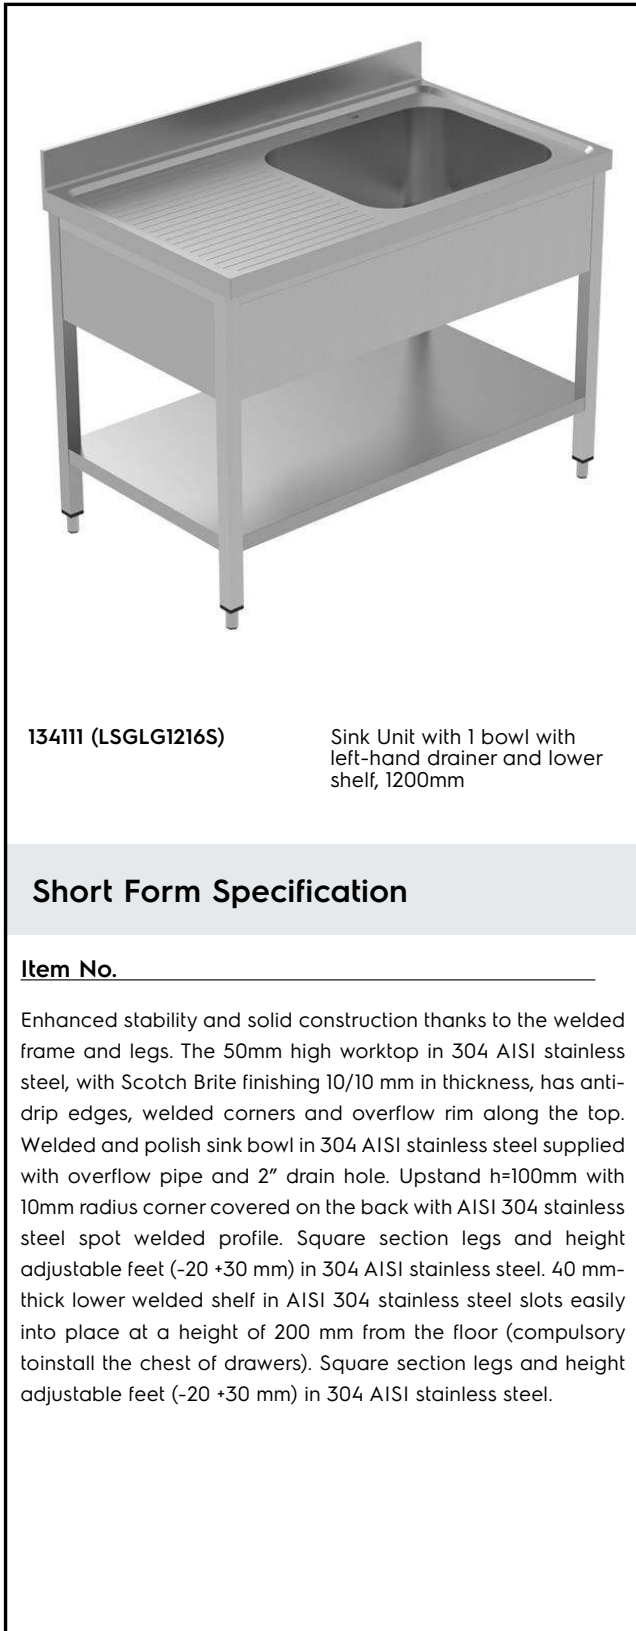 134111 (LSGLG1216S)
Sink Unit with 1 bowl with
left-hand drainer and lower
shelf, 1200mm
Short Form Specification
Item No.
Enhanced stability and solid construction thanks to the welded
frame and legs. The 50mm high worktop in 304 AISI stainless
steel, with Scotch Brite finishing 10/10 mm in thickness, has anti-
drip edges, welded corners and overflow rim along the top.
Welded and polish sink bowl in 304 AISI stainless steel supplied
with overflow pipe and 2″ drain hole. Upstand h=100mm with
10mm radius corner covered on the back with AISI 304 stainless
steel spot welded profile. Square section legs and height
adjustable feet (-20 +30 mm) in 304 AISI stainless steel. 40 mm-
thick lower welded shelf in AISI 304 stainless steel slots easily
into place at a height of 200 mm from the floor (compulsory
toinstall the chest of drawers). Square section legs and height
adjustable feet (-20 +30 mm) in 304 AISI stainless steel.